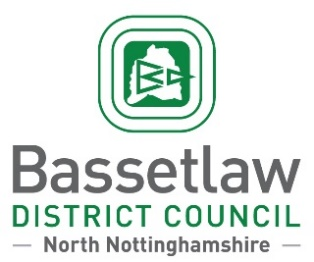 Bassetlaw
DISTRICT COUNCIL
— North Nottinghamshire —